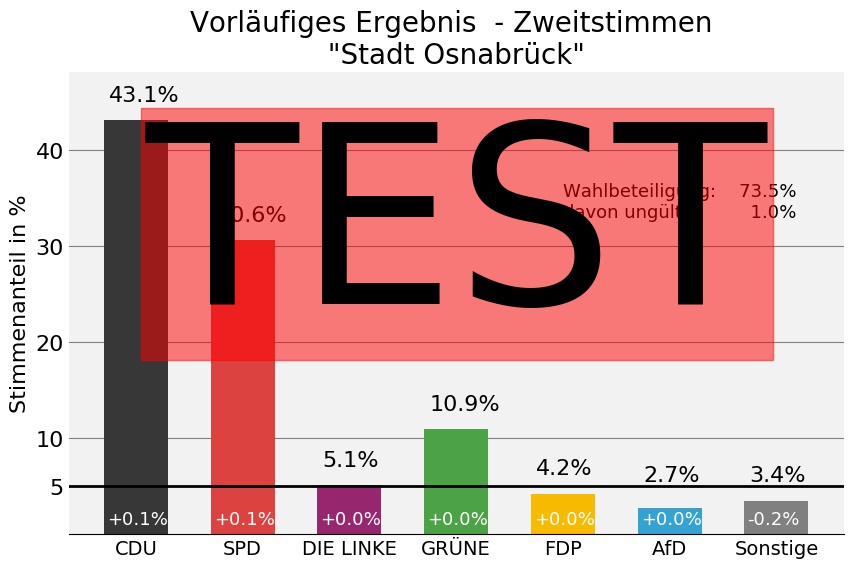 Vorläufiges Ergebnis - Zweitstimmen
"Stadt Osnabrück"
43.1%
TEST
40
Wahlbeteiligung: 73.5%
1.0%
30
Stimmenanteil in %
20
10.9%
10
5.1%
4.2%
2.7%
3.4%
5
+0.1%
+0.1%
+0.0%
+0.0%
+0.0%
+0.0%
-0.2%
CDU
SPD
DIE LINKE
GRÜNE
FDP
AfD
Sonstige